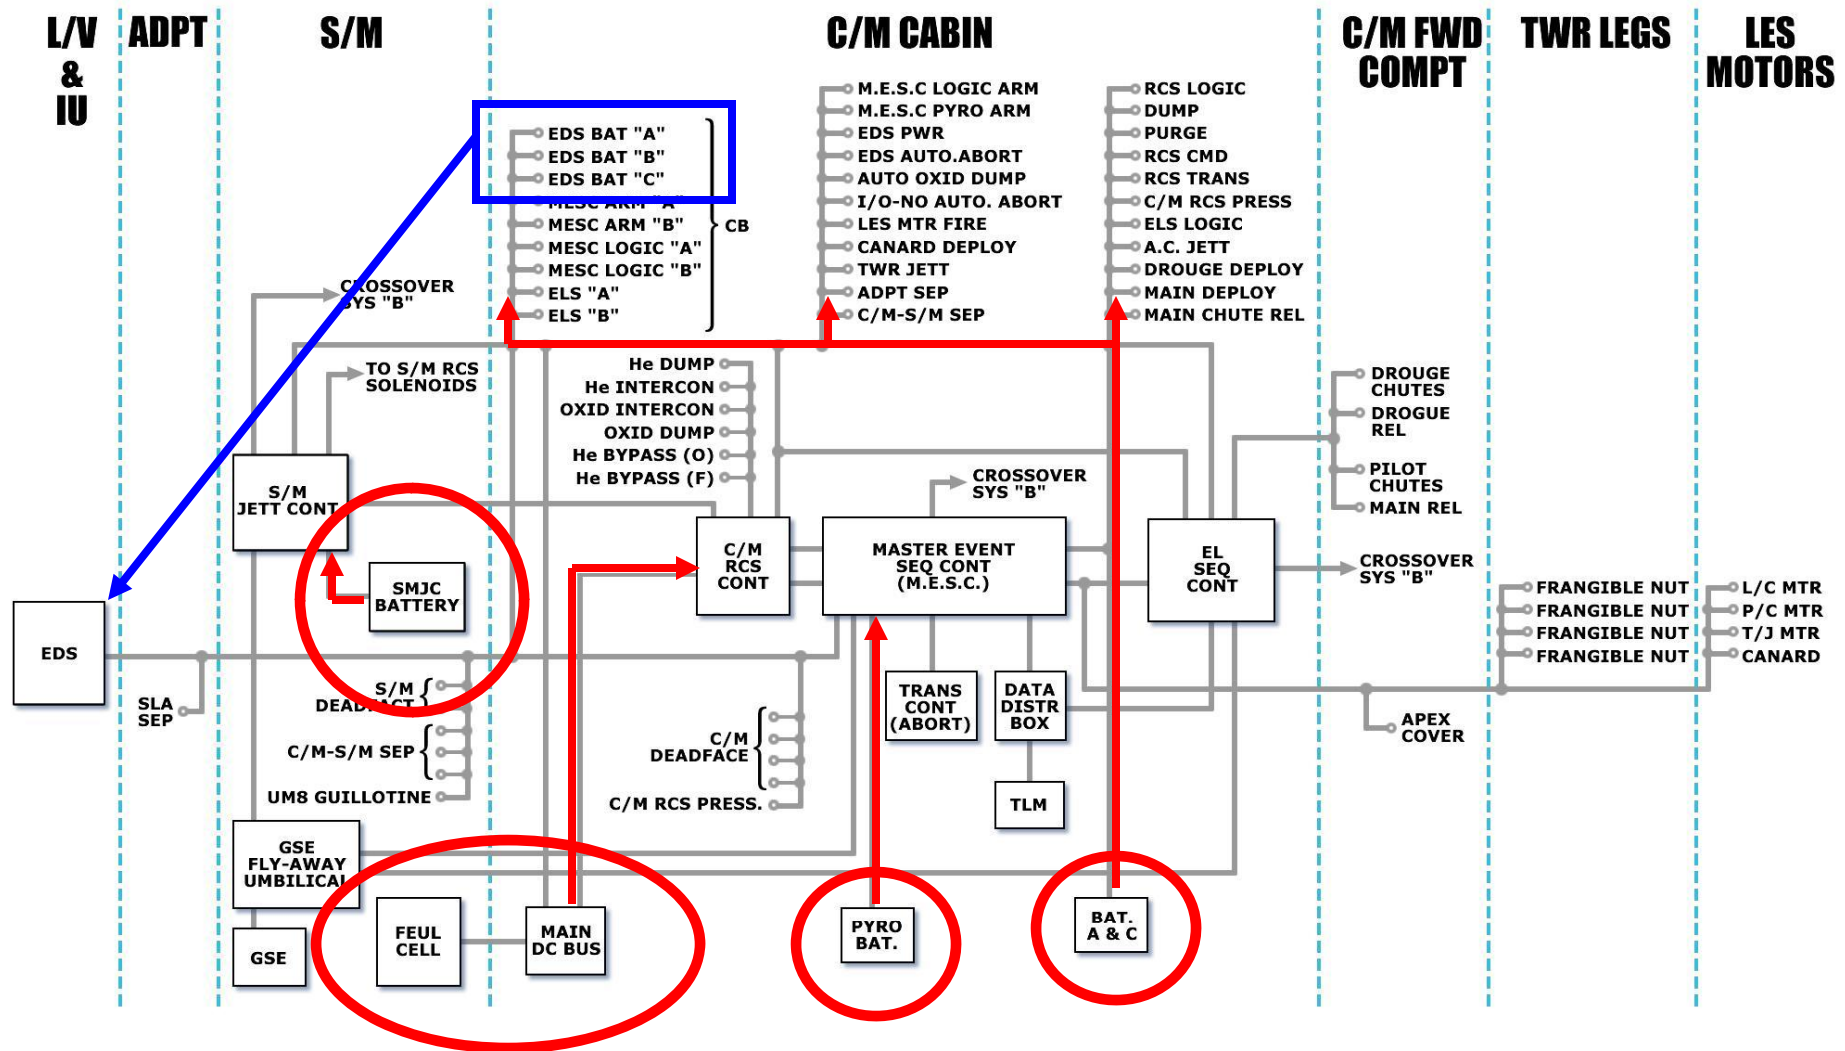 L/V
&
IU
ADPT
S/M
C/M CABIN
C/M FWD
COMPT
TWR LEGS
LES
MOTORS
EDS BAT "A"
EDS BAT "B"
EDS BAT "C"
MESC ARM "A"
MESC ARM "B"
MESC LOGIC "A"
MESC LOGIC "B"
ELS "A"
ELS "B"
CB
M.E.S.C LOGIC ARM
M.E.S.C PYRO ARM
EDS PWR
EDS AUTO.ABORT
AUTO OXID DUMP
I/O-NO AUTO. ABORT
LES MTR FIRE
CANARD DEPLOY
TWR JETT
ADPT SEP
C/M-S/M SEP
RCS LOGIC
DUMP
PURGE
RCS CMD
RCS TRANS
C/M RCS PRESS
ELS LOGIC
A.C. JETT
DROUGE DEPLOY
MAIN DEPLOY
MAIN CHUTE REL
CROSSOVER
SYS "B"
TO S/M RCS
SOLENOIDS
He DUMP
He INTERCON
OXID INTERCON
OXID DUMP
He BYPASS (O)
He BYPASS (F)
DROUGE
CHUTES
DROGUE
REL
PILOT
CHUTES
MAIN REL
S/M
JETT CONT
CROSSOVER
SYS "B"
SMJC
BATTERY
C/M
RCS
CONT
MASTER EVENT
SEQ CONT
(M.E.S.C.)
EL
SEQ
CONT
CROSSOVER
SYS "B"
FRANGIBLE NUT
FRANGIBLE NUT
FRANGIBLE NUT
FRANGIBLE NUT
L/C MTR
P/C MTR
T/J MTR
CANARD
EDS
SLA
SEP
S/M
DEADFACT
C/M-S/M SEP
UM8 GUILLOTINE
C/M
DEADFACE
C/M RCS PRESS.
TRANS
CONT
(ABORT)
DATA
DISTR
BOX
TLM
APEX
COVER
GSE
FLY-AWAY
UMBILICAL
GSE
FEUL
CELL
MAIN
DC BUS
PYRO
BAT.
BAT.
A & C